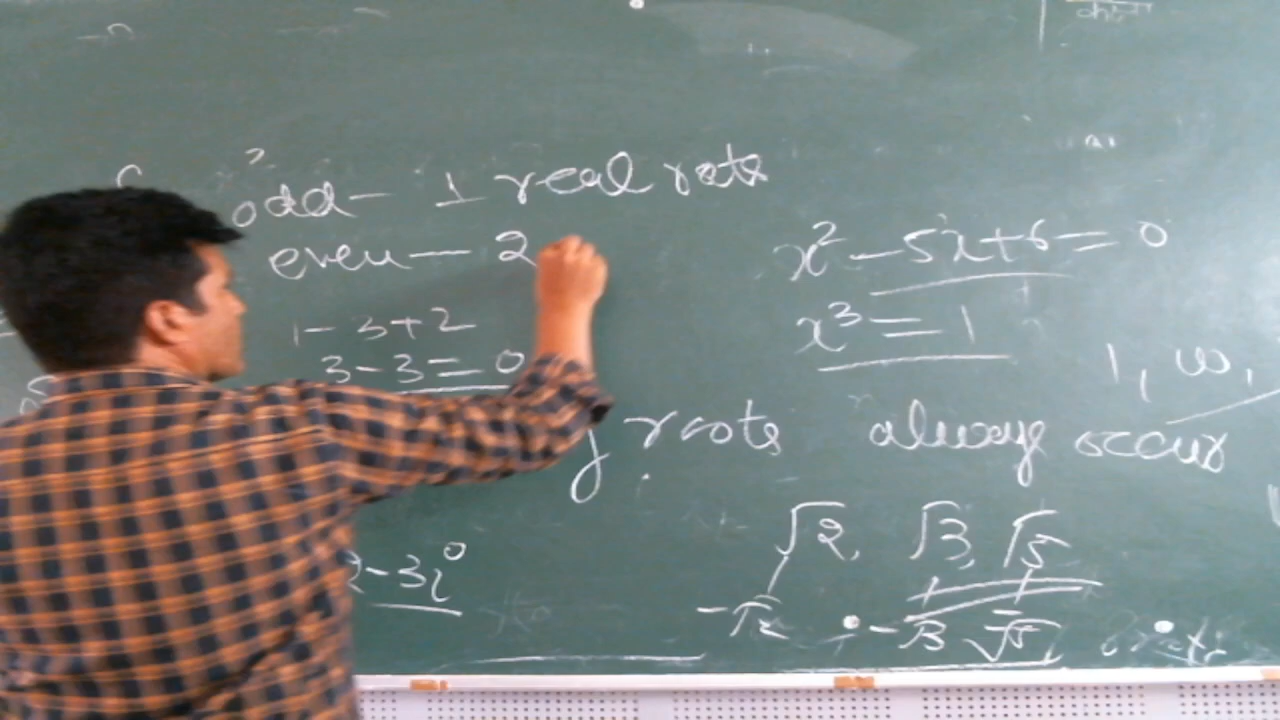 odd - 1 real roots
even - 2
x² - 5x + 6 = 0
1 - 3 + 2
x³ = 1
3 - 3 = 0
1, w,
roots always occur
√2, √3, √5
2 - 3i
-√2 -√3 √5